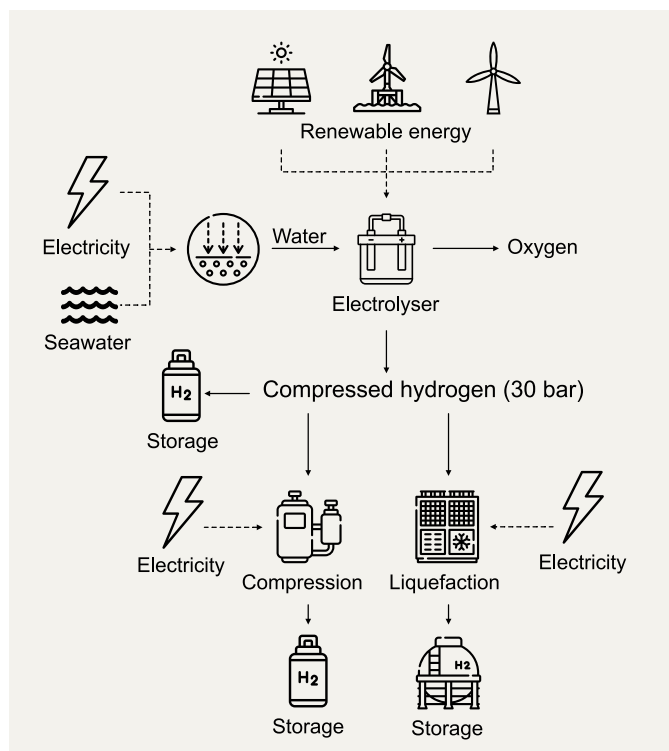 Renewable energy
Electricity
Water
Oxygen
Electrolyser
Seawater
H2
Compressed hydrogen (30 bar)
Storage
Electricity
Electricity
Compression
Liquefaction
H2
H2
Storage
Storage